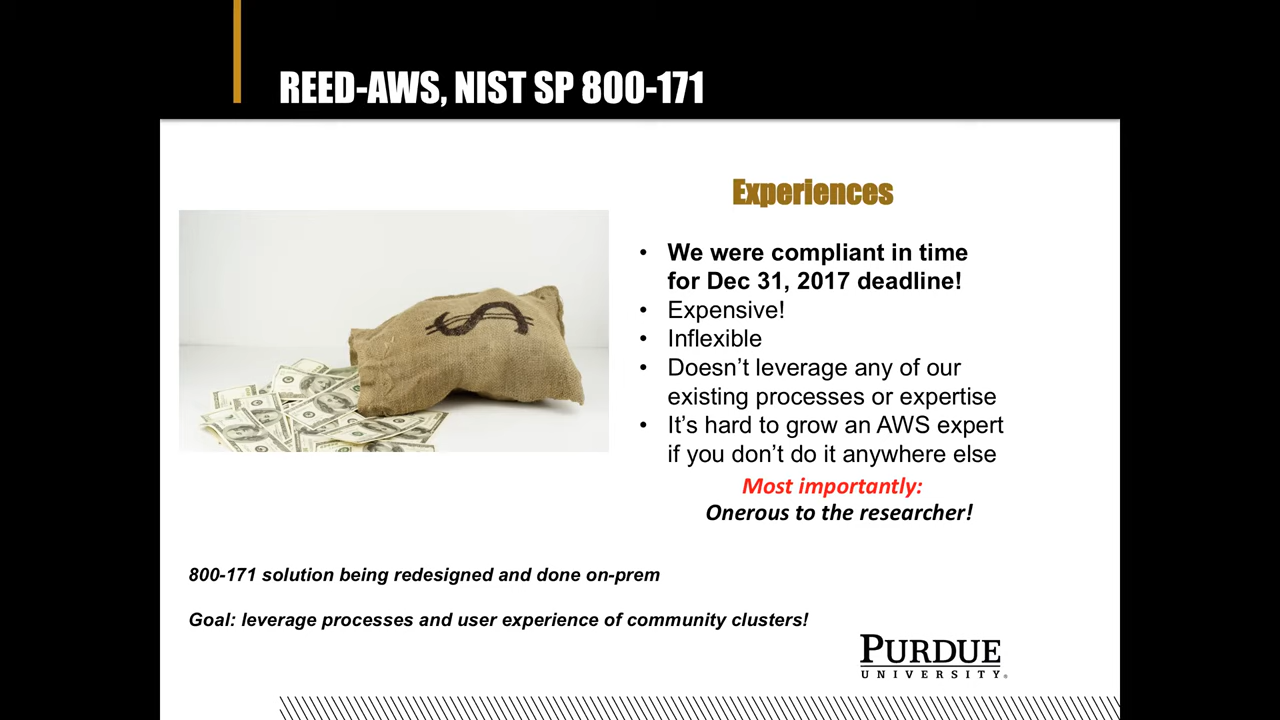 REED-AWS, NIST SP 800-171
Experiences
• We were compliant in time
for Dec 31, 2017 deadline!
• Expensive!
• Inflexible
• Doesn’t leverage any of our
existing processes or expertise
• It’s hard to grow an AWS expert
if you don’t do it anywhere else
Most importantly:
Onerous to the researcher!
$
800-171 solution being redesigned and done on-prem
Goal: leverage processes and user experience of community clusters!
PURDUE
UNIVERSITY®